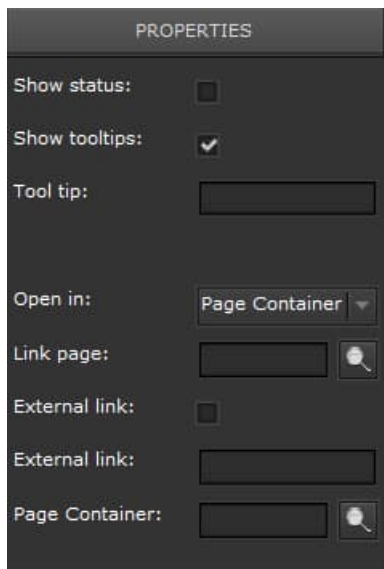 PROPERTIES
Show status:
Show tooltips:
Tool tip:
Open in: Page Container
Link page:
External link:
External link:
Page Container: